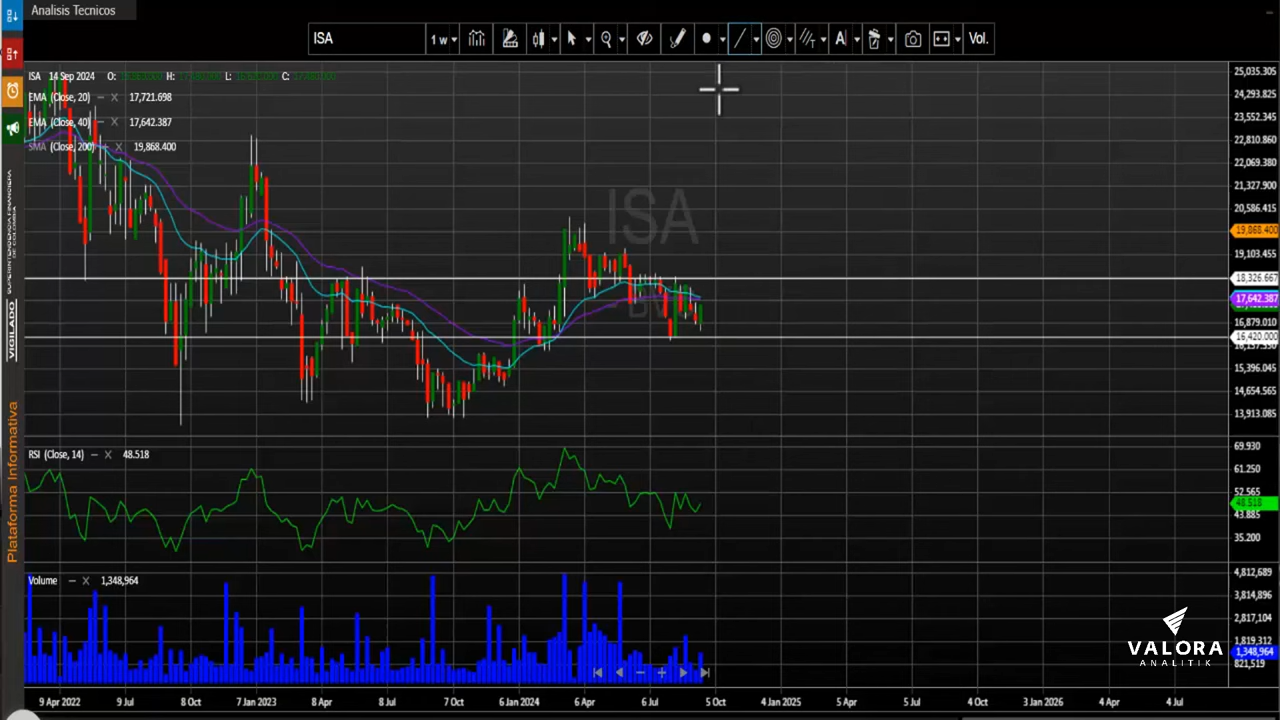 Analisis Tecnicos
ISA
1 w
A
Vol.
ISA 14 Sep 2024 O: H: L: C:
EMA (Close, 20) 17,721.698
EMA (Close, 40) 17,642.387
SMA (Close, 200) 19,868.400
ISA
25,035.305
24,293.825
23,552.345
22,810.860
22,069.380
21,327.900
20,586.415
19,868.400
19,103.455
18,326.667
17,642.387
16,879.010
16,420.000
15,396.045
14,654.565
13,913.085
RSI (Close, 14) 48.518
69.930
61.250
52.565
48.518
43.885
35.200
Volume 1,348,964
4,812,689
3,814,896
2,817,104
1,819,312
1,348,964
821,519
9 Apr 2022
9 Jul
8 Oct
7 Jan 2023
8 Apr
8 Jul
7 Oct
6 Jan 2024
6 Apr
6 Jul
5 Oct
4 Jan 2025
5 Apr
5 Jul
4 Oct
3 Jan 2026
4 Apr
4 Jul
VIGILADO
SUPERINTENDENCIA FINANCIERA
DE COLOMBIA
Plataforma Informativa
VALORA
ANALITIK